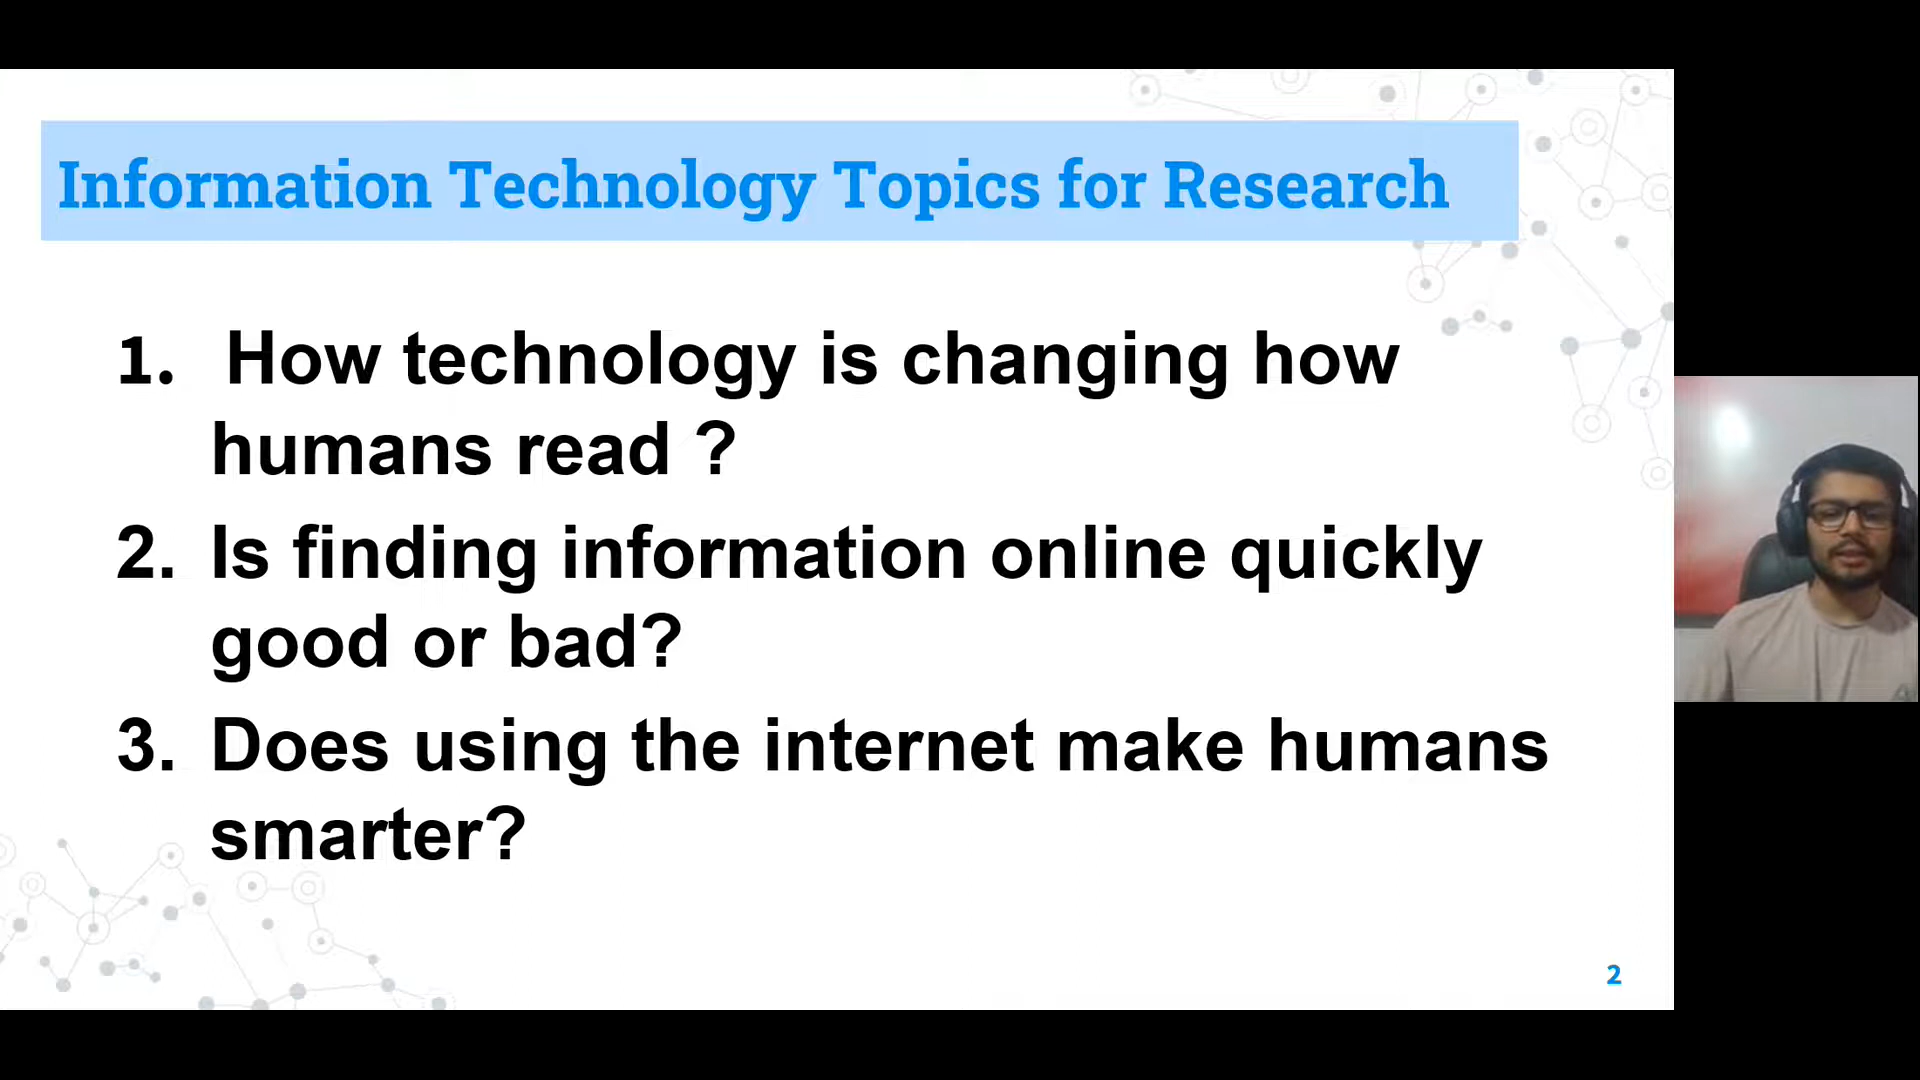 Information Technology Topics for Research
1. How technology is changing how
humans read ?
2. Is finding information online quickly
good or bad?
3. Does using the internet make humans
smarter?
2